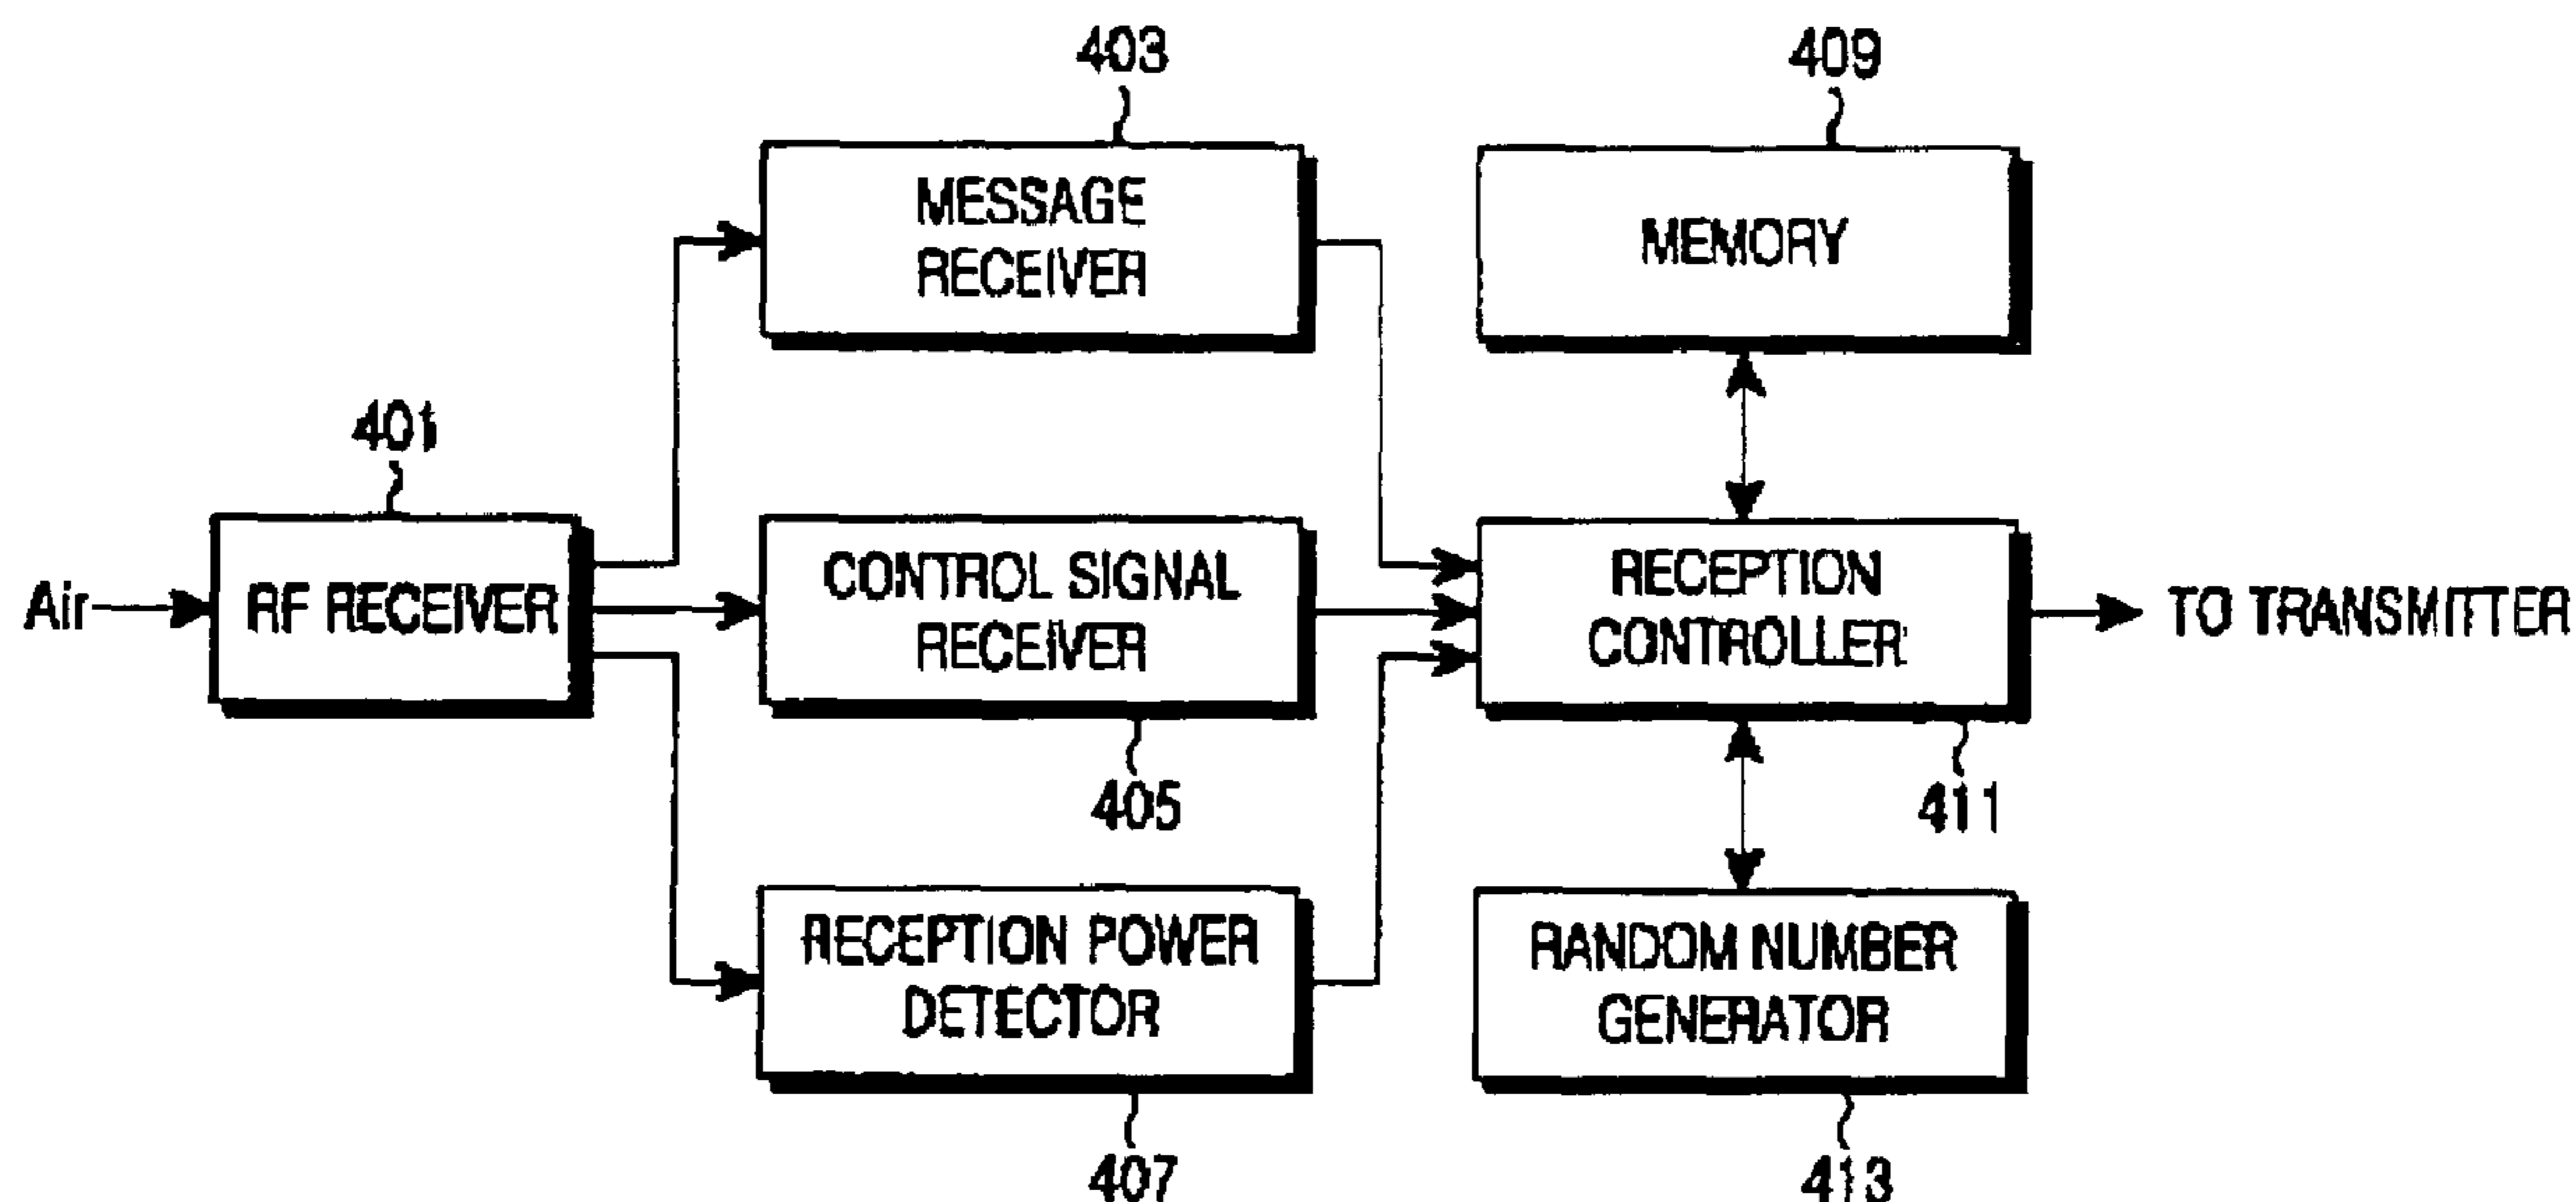 403
MESSAGE
RECEIVER
409
MEMORY
401
Air
RF RECEIVER
CONTROL SIGNAL
RECEIVER
405
RECEPTION
CONTROLLER
411
TO TRANSMITTER
RECEPTION POWER
DETECTOR
407
RANDOM NUMBER
GENERATOR
413